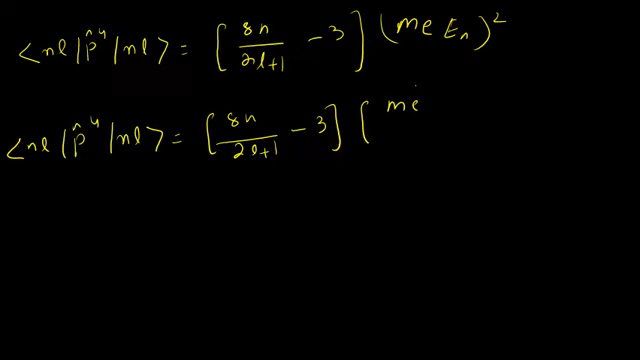 <nl|p̂⁴|nl> = [ 8n/2l+1 - 3 ] (me Eₙ)²
<nl|p̂⁴|nl> = [ 8n/2l+1 - 3 ] [ me